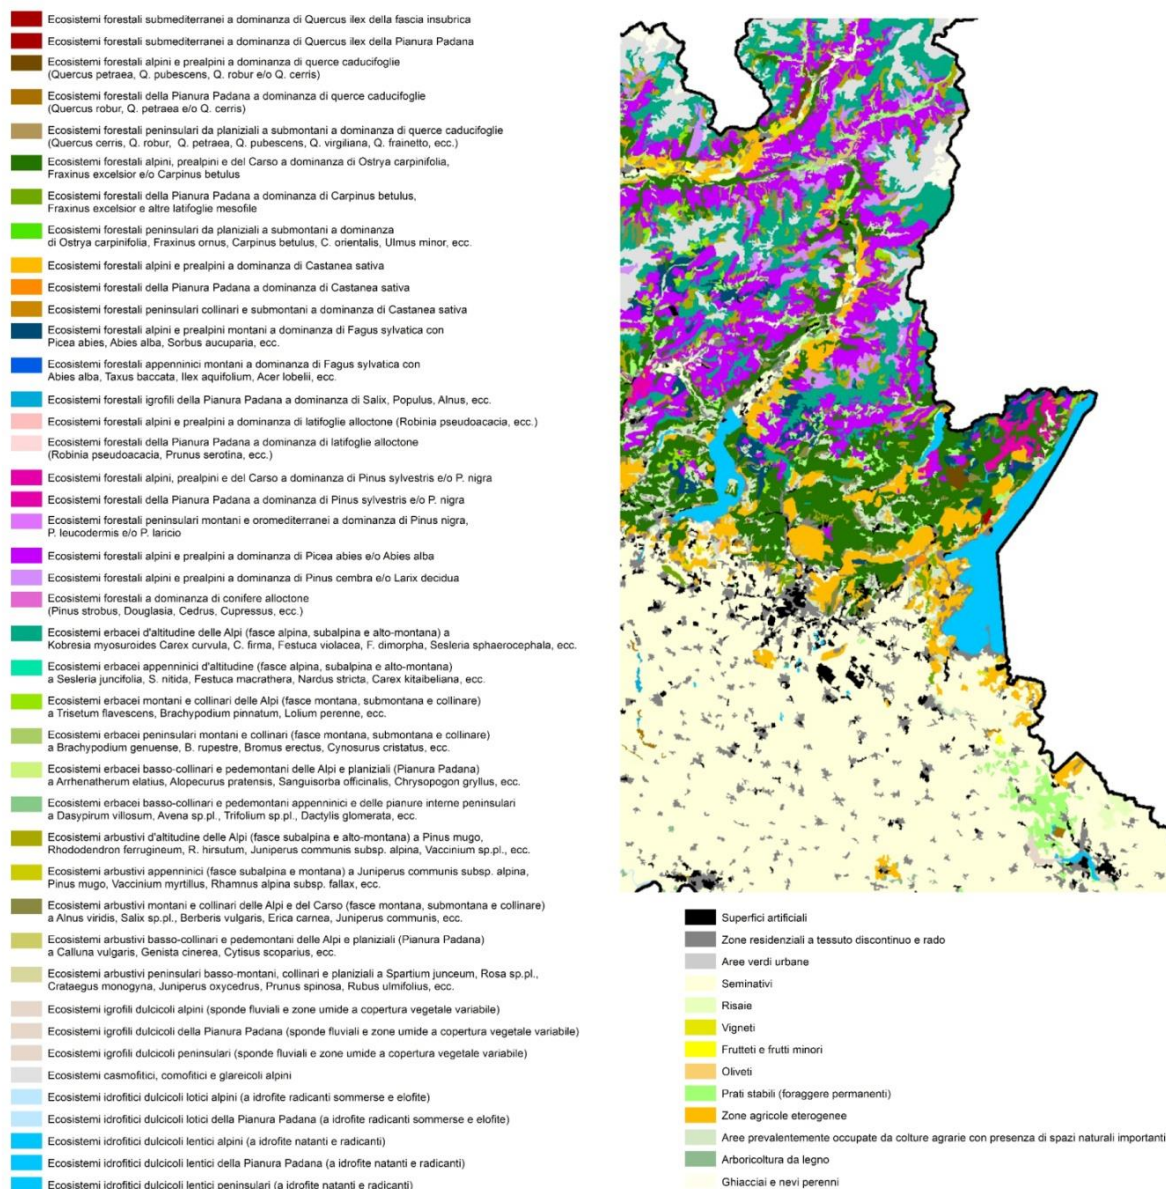 Ecosistemi forestali submediterranei a dominanza di Quercus ilex della fascia insubrica
Ecosistemi forestali submediterranei a dominanza di Quercus ilex della Pianura Padana
Ecosistemi forestali alpini e prealpini a dominanza di querce caducifoglie
(Quercus petraea, Q. pubescens, Q. robur e/o Q. cerris)
Ecosistemi forestali della Pianura Padana a dominanza di querce caducifoglie
(Quercus robur, Q. petraea e/o Q. cerris)
Ecosistemi forestali peninsulari da planiziali a submontani a dominanza di querce caducifoglie
(Quercus cerris, Q. robur, Q. petraea, Q. pubescens, Q. virgiliana, Q. frainetto, ecc.)
Ecosistemi forestali alpini, prealpini e del Carso a dominanza di Ostrya carpinifolia,
Fraxinus excelsior e/o Carpinus betulus
Ecosistemi forestali della Pianura Padana a dominanza di Carpinus betulus,
Fraxinus excelsior e altre latifoglie mesofile
Ecosistemi forestali peninsulari da planiziali a submontani a dominanza
di Ostrya carpinifolia, Fraxinus ornus, Carpinus betulus, C. orientalis, Ulmus minor, ecc.
Ecosistemi forestali alpini e prealpini a dominanza di Castanea sativa
Ecosistemi forestali della Pianura Padana a dominanza di Castanea sativa
Ecosistemi forestali peninsulari collinari e submontani a dominanza di Castanea sativa
Ecosistemi forestali alpini e prealpini montani a dominanza di Fagus sylvatica con
Picea abies, Abies alba, Sorbus aucuparia, ecc.
Ecosistemi forestali appenninici montani a dominanza di Fagus sylvatica con
Abies alba, Taxus baccata, Ilex aquifolium, Acer lobelii, ecc.
Ecosistemi forestali igrofili della Pianura Padana a dominanza di Salix, Populus, Alnus, ecc.
Ecosistemi forestali alpini e prealpini a dominanza di latifoglie alloctone (Robinia pseudoacacia, ecc.)
Ecosistemi forestali della Pianura Padana a dominanza di latifoglie alloctone
(Robinia pseudoacacia, Prunus serotina, ecc.)
Ecosistemi forestali alpini, prealpini e del Carso a dominanza di Pinus sylvestris e/o P. nigra
Ecosistemi forestali della Pianura Padana a dominanza di Pinus sylvestris e/o P. nigra
Ecosistemi forestali peninsulari montani e oromediterranei a dominanza di Pinus nigra,
P. leucodermis e/o P. laricio
Ecosistemi forestali alpini e prealpini a dominanza di Picea abies e/o Abies alba
Ecosistemi forestali alpini e prealpini a dominanza di Pinus cembra e/o Larix decidua
Ecosistemi forestali a dominanza di conifere alloctone
(Pinus strobus, Douglasia, Cedrus, Cupressus, ecc.)
Ecosistemi erbacei d'altitudine delle Alpi (fasce alpina, subalpina e alto-montana) a
Kobresia myosuroides Carex curvula, C. firma, Festuca violacea, F. dimorpha, Sesleria sphaerocephala, ecc.
Ecosistemi erbacei appenninici d'altitudine (fasce alpina, subalpina e alto-montana)
a Sesleria juncifolia, S. nitida, Festuca macrathera, Nardus stricta, Carex kitaibeliana, ecc.
Ecosistemi erbacei montani e collinari delle Alpi (fasce montana, submontana e collinare)
a Trisetum flavescens, Brachypodium pinnatum, Lolium perenne, ecc.
Ecosistemi erbacei peninsulari montani e collinari (fasce montana, submontana e collinare)
a Brachypodium genuense, B. rupestre, Bromus erectus, Cynosurus cristatus, ecc.
Ecosistemi erbacei basso-collinari e pedemontani delle Alpi e planiziali (Pianura Padana)
a Arrhenatherum elatius, Alopecurus pratensis, Sanguisorba officinalis, Chrysopogon gryllus, ecc.
Ecosistemi erbacei basso-collinari e pedemontani appenninici e delle pianure interne peninsulari
a Dasypirum villosum, Avena sp.pl., Trifolium sp.pl., Dactylis glomerata, ecc.
Ecosistemi arbustivi d'altitudine delle Alpi (fasce subalpina e alto-montana) a Pinus mugo,
Rhododendron ferrugineum, R. hirsutum, Juniperus communis subsp. alpina, Vaccinium sp.pl., ecc.
Ecosistemi arbustivi appenninici (fasce subalpina e montana) a Juniperus communis subsp. alpina,
Pinus mugo, Vaccinium myrtillus, Rhamnus alpina subsp. fallax, ecc.
Ecosistemi arbustivi montani e collinari delle Alpi e del Carso (fasce montana, submontana e collinare)
a Alnus viridis, Salix sp.pl., Berberis vulgaris, Erica carnea, Juniperus communis, ecc.
Ecosistemi arbustivi basso-collinari e pedemontani delle Alpi e planiziali (Pianura Padana)
a Calluna vulgaris, Genista cinerea, Cytisus scoparius, ecc.
Ecosistemi arbustivi peninsulari basso-montani, collinari e planiziali a Spartium junceum, Rosa sp.pl.,
Crataegus monogyna, Juniperus oxycedrus, Prunus spinosa, Rubus ulmifolius, ecc.
Ecosistemi igrofili dulcicoli alpini (sponde fluviali e zone umide a copertura vegetale variabile)
Ecosistemi igrofili dulcicoli della Pianura Padana (sponde fluviali e zone umide a copertura vegetale variabile)
Ecosistemi igrofili dulcicoli peninsulari (sponde fluviali e zone umide a copertura vegetale variabile)
Ecosistemi casmofitici, comofitici e glareicoli alpini
Ecosistemi idrofitici dulcicoli lotici alpini (a idrofite radicanti sommerse e elofite)
Ecosistemi idrofitici dulcicoli lotici della Pianura Padana (a idrofite radicanti sommerse e elofite)
Ecosistemi idrofitici dulcicoli lentici alpini (a idrofite natanti e radicanti)
Ecosistemi idrofitici dulcicoli lentici della Pianura Padana (a idrofite natanti e radicanti)
Ecosistemi idrofitici dulcicoli lentici peninsulari (a idrofite natanti e radicanti)
Superfici artificiali
Zone residenziali a tessuto discontinuo e rado
Aree verdi urbane
Seminativi
Risaie
Vigneti
Frutteti e frutti minori
Oliveti
Prati stabili (foraggere permanenti)
Zone agricole eterogenee
Aree prevalentemente occupate da colture agrarie con presenza di spazi naturali importanti
Arboricoltura da legno
Ghiacciai e nevi perenni